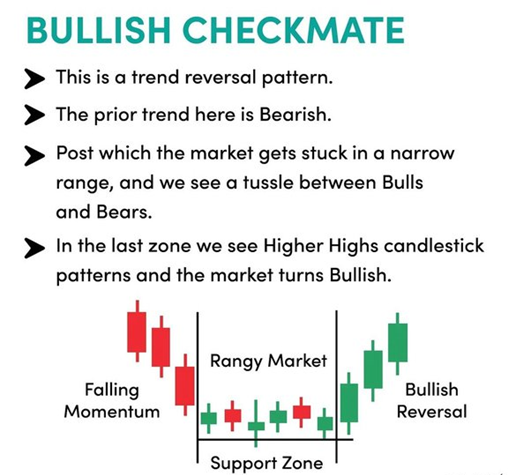 BULLISH CHECKMATE
This is a trend reversal pattern.
The prior trend here is Bearish.
Post which the market gets stuck in a narrow
range, and we see a tussle between Bulls
and Bears.
In the last zone we see Higher Highs candlestick
patterns and the market turns Bullish.
Falling
Momentum
Rangy Market
Bullish
Reversal
Support Zone